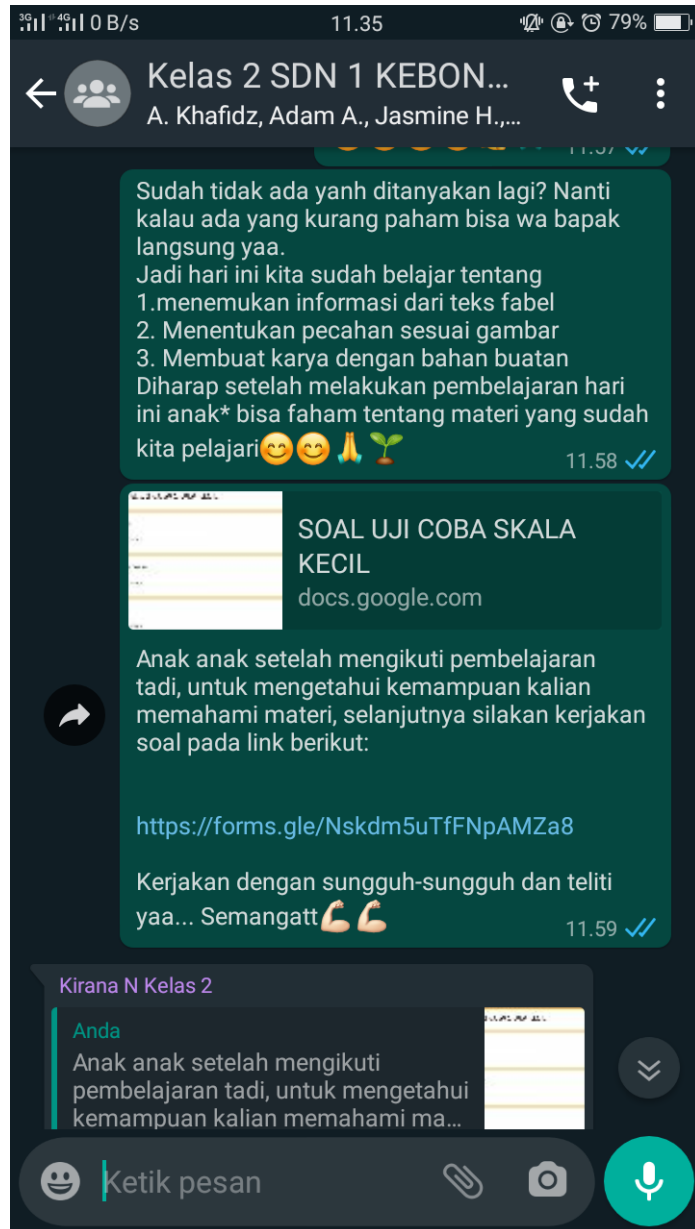 3G 4G 0 B/s 11.35 79%
Kelas 2 SDN 1 KEBON...
A. Khafidz, Adam A., Jasmine H.,...
11.57
Sudah tidak ada yanh ditanyakan lagi? Nanti
kalau ada yang kurang paham bisa wa bapak
langsung yaa.
Jadi hari ini kita sudah belajar tentang
1.menemukan informasi dari teks fabel
2. Menentukan pecahan sesuai gambar
3. Membuat karya dengan bahan buatan
Diharap setelah melakukan pembelajaran hari
ini anak* bisa faham tentang materi yang sudah
kita pelajari😊😊🙏🌱
11.58
SOAL UJI COBA SKALA
KECIL
docs.google.com
Anak anak setelah mengikuti pembelajaran
tadi, untuk mengetahui kemampuan kalian
memahami materi, selanjutnya silakan kerjakan
soal pada link berikut:
https://forms.gle/Nskdm5uTfFNpAMZa8
Kerjakan dengan sungguh-sungguh dan teliti
yaa... Semangatt💪🏻💪🏻
11.59
Kirana N Kelas 2
Anda
Anak anak setelah mengikuti
pembelajaran tadi, untuk mengetahui
kemampuan kalian memahami ma...
Ketik pesan